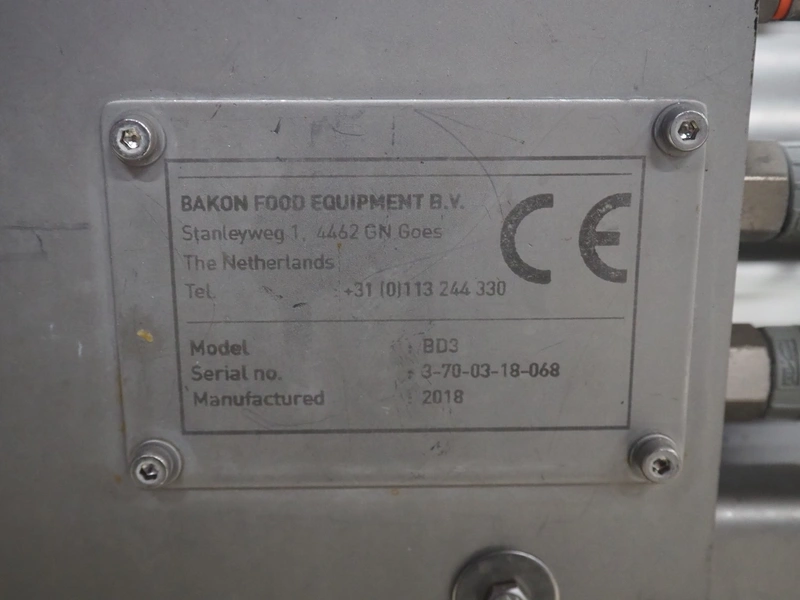 BAKON FOOD EQUIPMENT B.V.
Stanleyweg 1, 4462 GN Goes
The Netherlands
Tel. : +31 (0)113 244 330
CE
Model : BD3
Serial no. : 3-70-03-18-068
Manufactured : 2018